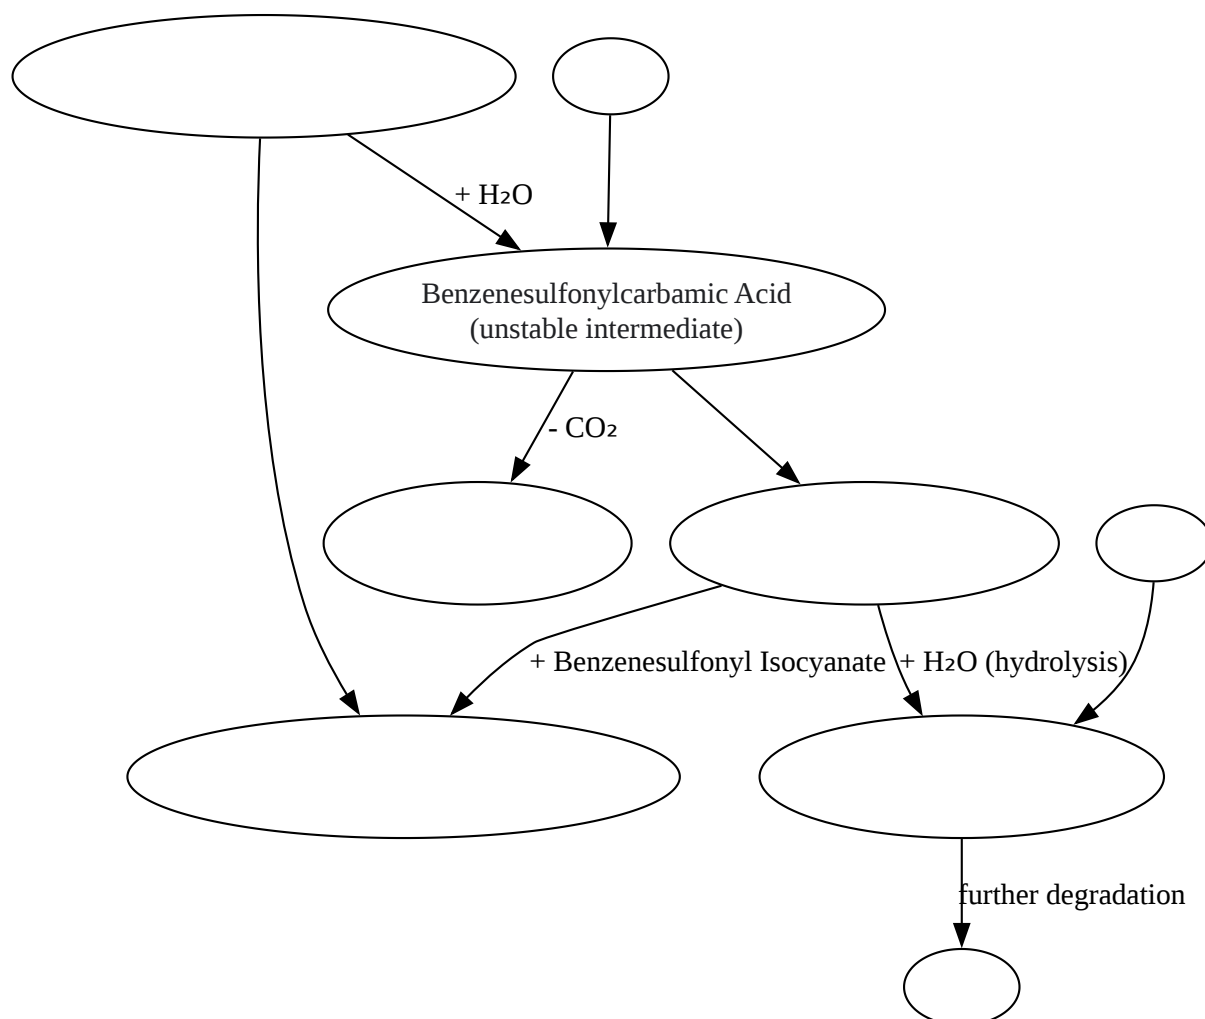 + H₂O
Benzenesulfonylcarbamic Acid
(unstable intermediate)
- CO₂
+ Benzenesulfonyl Isocyanate
+ H₂O (hydrolysis)
further degradation